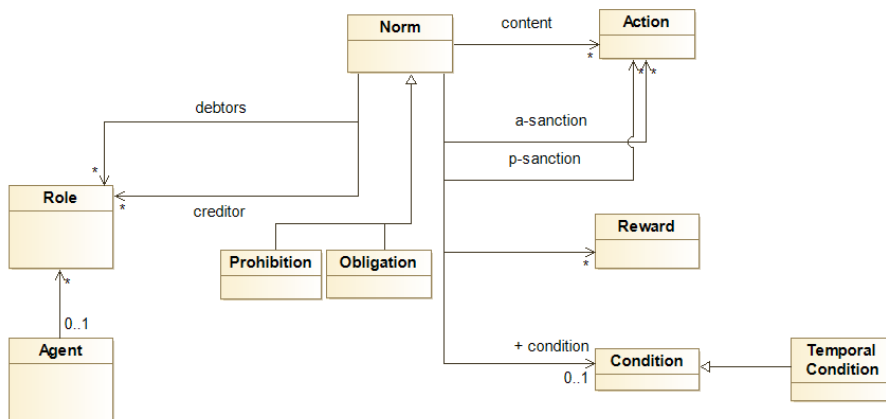 Norm
content
Action
*
* *
debtors
a-sanction
p-sanction
*
Role
*
creditor
Reward
Prohibition
Obligation
*
*
0..1
Agent
+ condition
0..1
Condition
Temporal
Condition